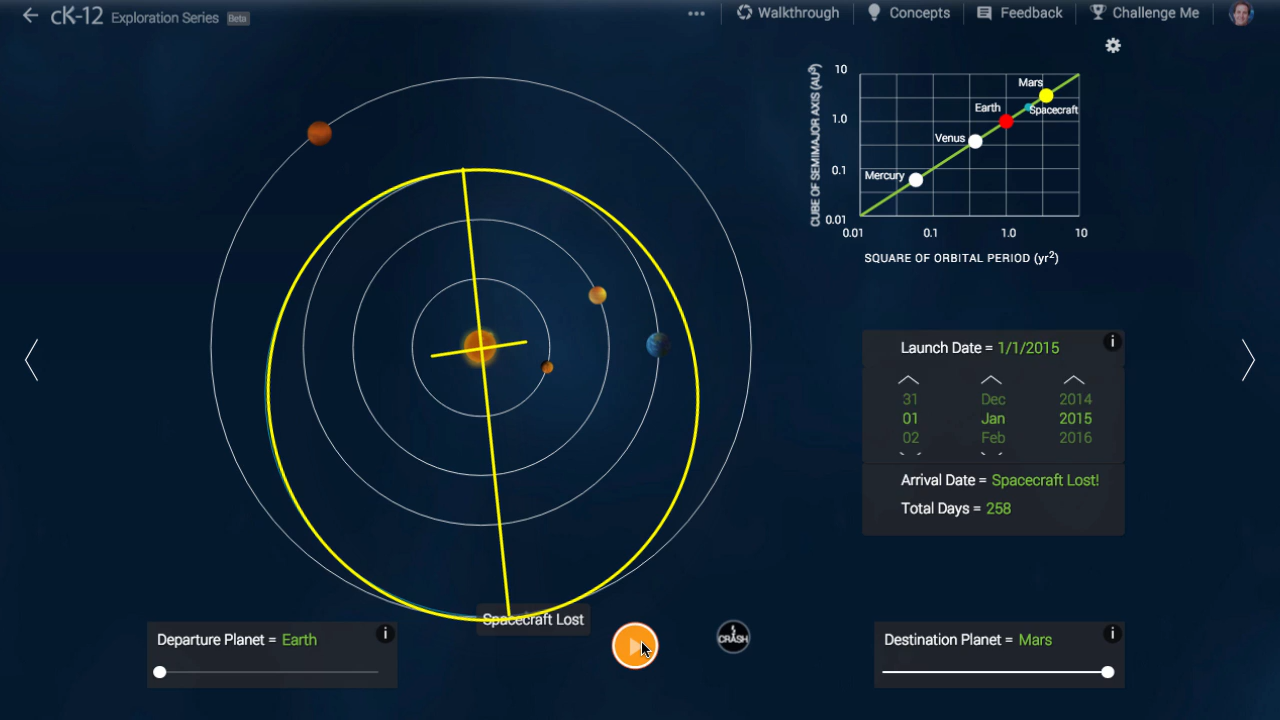 cK-12 Exploration Series Beta
Walkthrough
Concepts
Feedback
Challenge Me
CUBE OF SEMIMAJOR AXIS (AU³)
10
1.0
0.1
0.01
Mars
Spacecraft
Earth
Venus
Mercury
0.01 0.1 1.0 10
SQUARE OF ORBITAL PERIOD (yr²)
Launch Date = 1/1/2015
31 Dec 2014
01 Jan 2015
02 Feb 2016
Arrival Date = Spacecraft Lost!
Total Days = 258
Spacecraft Lost
CRASH
Departure Planet = Earth
Destination Planet = Mars